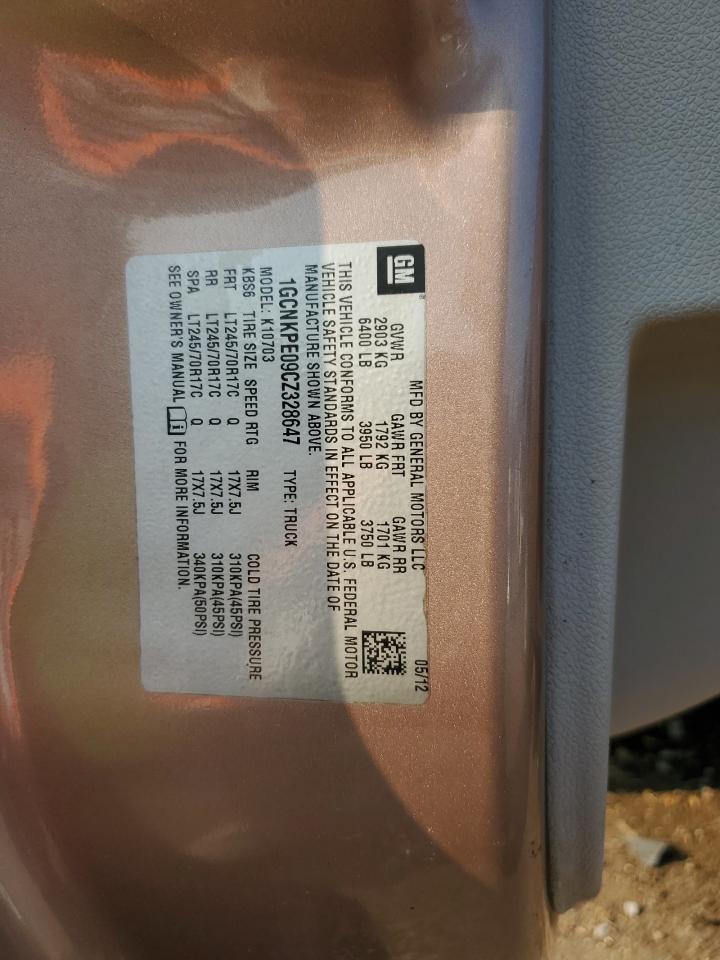 GM®
MFD BY GENERAL MOTORS LLC 05/12
GVWR GAWR FRT GAWR RR
2903 KG 1792 KG 1701 KG
6400 LB 3950 LB 3750 LB
THIS VEHICLE CONFORMS TO ALL APPLICABLE U.S. FEDERAL MOTOR
VEHICLE SAFETY STANDARDS IN EFFECT ON THE DATE OF
MANUFACTURE SHOWN ABOVE.
1GCNKPE09CZ328647 TYPE: TRUCK
MODEL: K10703
KBS6 TIRE SIZE SPEED RTG RIM COLD TIRE PRESSURE
FRT LT245/70R17C Q 17X7.5J 310KPA(45PSI)
RR LT245/70R17C Q 17X7.5J 310KPA(45PSI)
SPA LT245/70R17C Q 17X7.5J 340KPA(50PSI)
SEE OWNER'S MANUAL i FOR MORE INFORMATION.